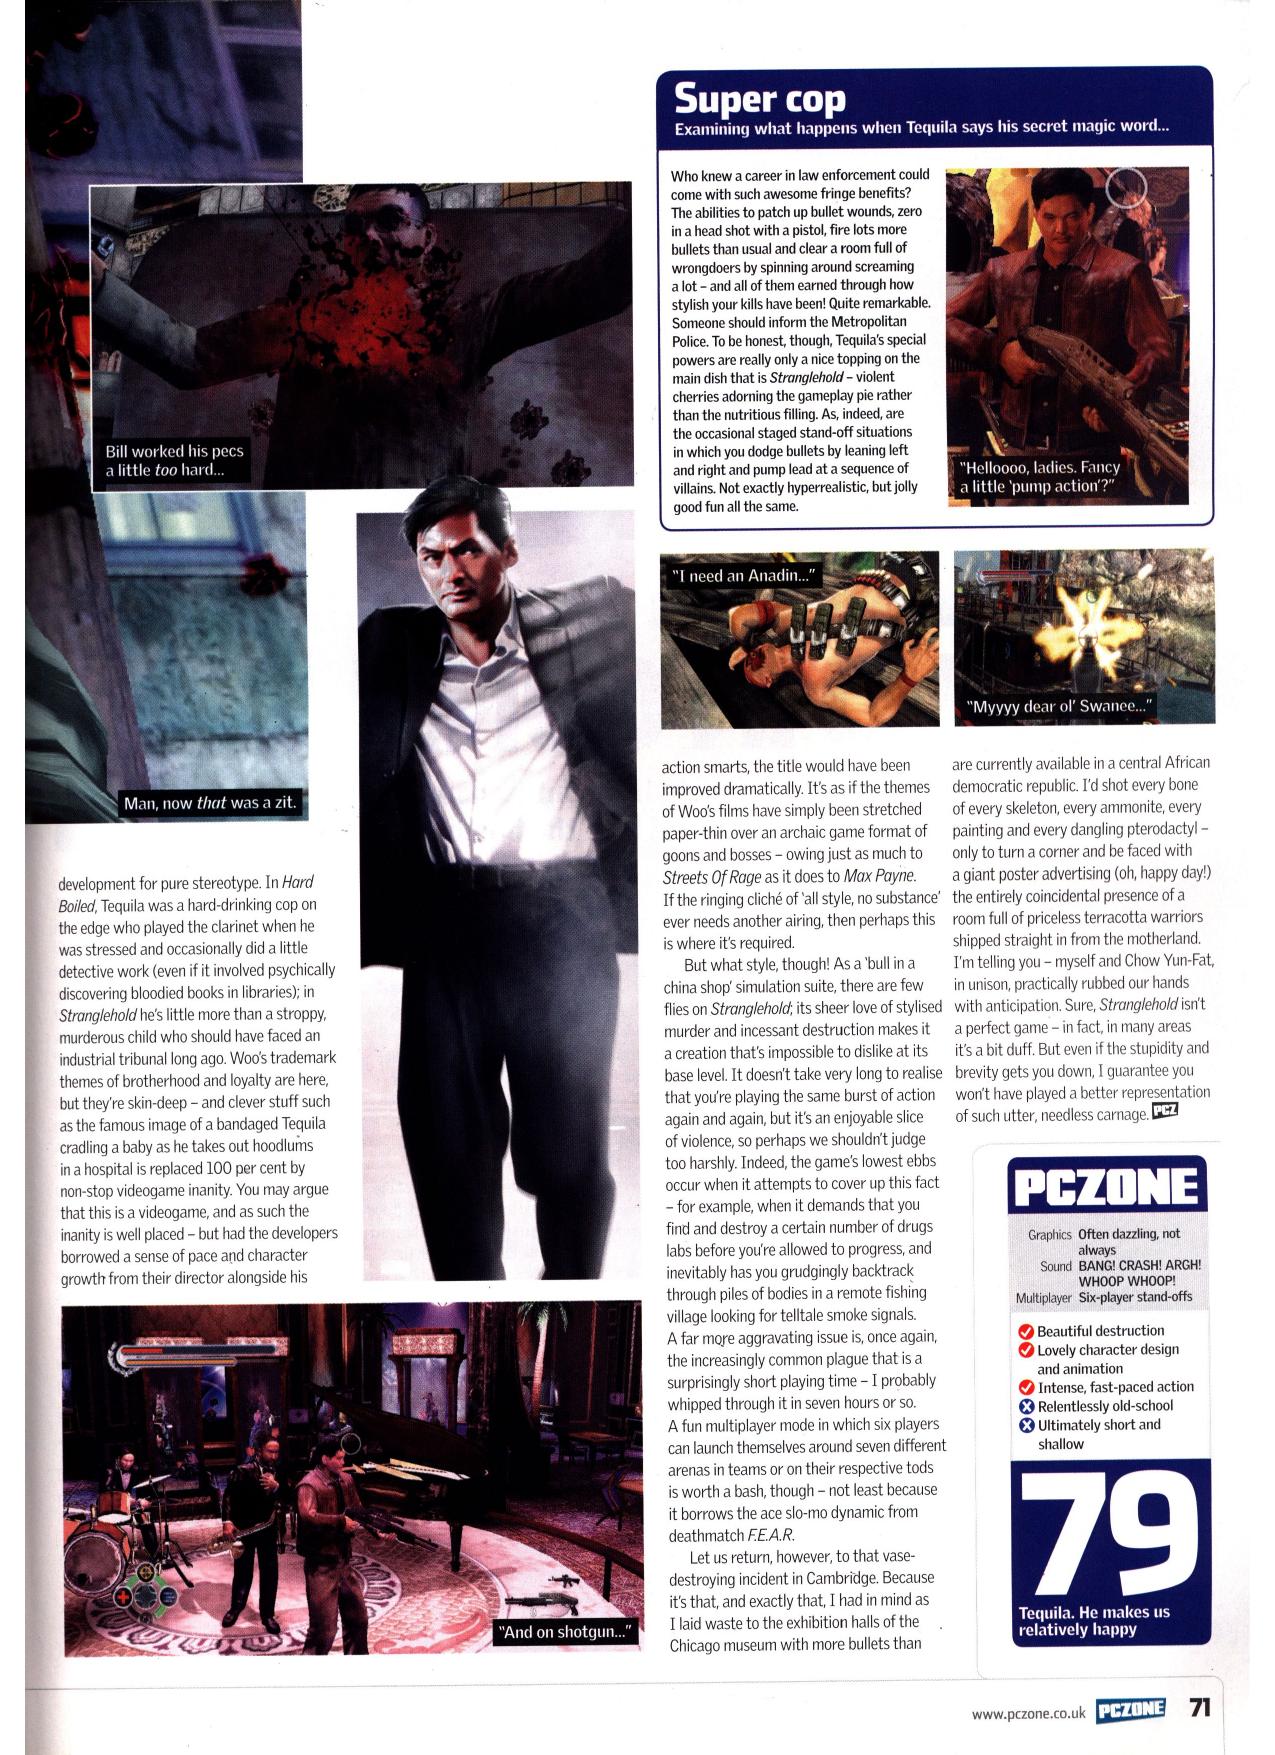 Super cop
Examining what happens when Tequila says his secret magic word...
Who knew a career in law enforcement could
come with such awesome fringe benefits?
The abilities to patch up bullet wounds, zero
in a head shot with a pistol, fire lots more
bullets than usual and clear a room full of
wrongdoers by spinning around screaming
a lot – and all of them earned through how
stylish your kills have been! Quite remarkable.
Someone should inform the Metropolitan
Police. To be honest, though, Tequila's special
powers are really only a nice topping on the
main dish that is Stranglehold – violent
cherries adorning the gameplay pie rather
than the nutritious filling. As, indeed, are
the occasional staged stand-off situations
in which you dodge bullets by leaning left
and right and pump lead at a sequence of
villains. Not exactly hyperrealistic, but jolly
good fun all the same.
"Helloooo, ladies. Fancy
a little 'pump action'?"
Bill worked his pecs
a little too hard...
Man, now that was a zit.
"I need an Anadin..."
"Myyyy dear ol' Swanee..."
development for pure stereotype. In Hard
Boiled, Tequila was a hard-drinking cop on
the edge who played the clarinet when he
was stressed and occasionally did a little
detective work (even if it involved psychically
discovering bloodied books in libraries); in
Stranglehold he's little more than a stroppy,
murderous child who should have faced an
industrial tribunal long ago. Woo's trademark
themes of brotherhood and loyalty are here,
but they're skin-deep – and clever stuff such
as the famous image of a bandaged Tequila
cradling a baby as he takes out hoodlums
in a hospital is replaced 100 per cent by
non-stop videogame inanity. You may argue
that this is a videogame, and as such the
inanity is well placed – but had the developers
borrowed a sense of pace and character
growth from their director alongside his
"And on shotgun..."
action smarts, the title would have been
improved dramatically. It's as if the themes
of Woo's films have simply been stretched
paper-thin over an archaic game format of
goons and bosses – owing just as much to
Streets Of Rage as it does to Max Payne.
If the ringing cliché of 'all style, no substance'
ever needs another airing, then perhaps this
is where it's required.
But what style, though! As a 'bull in a
china shop' simulation suite, there are few
flies on Stranglehold; its sheer love of stylised
murder and incessant destruction makes it
a creation that's impossible to dislike at its
base level. It doesn't take very long to realise
that you're playing the same burst of action
again and again, but it's an enjoyable slice
of violence, so perhaps we shouldn't judge
too harshly. Indeed, the game's lowest ebbs
occur when it attempts to cover up this fact
– for example, when it demands that you
find and destroy a certain number of drugs
labs before you're allowed to progress, and
inevitably has you grudgingly backtrack
through piles of bodies in a remote fishing
village looking for telltale smoke signals.
A far more aggravating issue is, once again,
the increasingly common plague that is a
surprisingly short playing time – I probably
whipped through it in seven hours or so.
A fun multiplayer mode in which six players
can launch themselves around seven different
arenas in teams or on their respective tods
is worth a bash, though – not least because
it borrows the ace slo-mo dynamic from
deathmatch F.E.A.R.
Let us return, however, to that vase-
destroying incident in Cambridge. Because
it's that, and exactly that, I had in mind as
I laid waste to the exhibition halls of the
Chicago museum with more bullets than
are currently available in a central African
democratic republic. I'd shot every bone
of every skeleton, every ammonite, every
painting and every dangling pterodactyl –
only to turn a corner and be faced with
a giant poster advertising (oh, happy day!)
the entirely coincidental presence of a
room full of priceless terracotta warriors
shipped straight in from the motherland.
I'm telling you – myself and Chow Yun-Fat,
in unison, practically rubbed our hands
with anticipation. Sure, Stranglehold isn't
a perfect game – in fact, in many areas
it's a bit duff. But even if the stupidity and
brevity gets you down, I guarantee you
won't have played a better representation
of such utter, needless carnage. PCZ
PCZONE
Graphics Often dazzling, not
always
Sound BANG! CRASH! ARGH!
WHOOP WHOOP!
Multiplayer Six-player stand-offs
Beautiful destruction
Lovely character design
and animation
Intense, fast-paced action
Relentlessly old-school
Ultimately short and
shallow
79
Tequila. He makes us
relatively happy
www.pczone.co.uk PCZONE 71